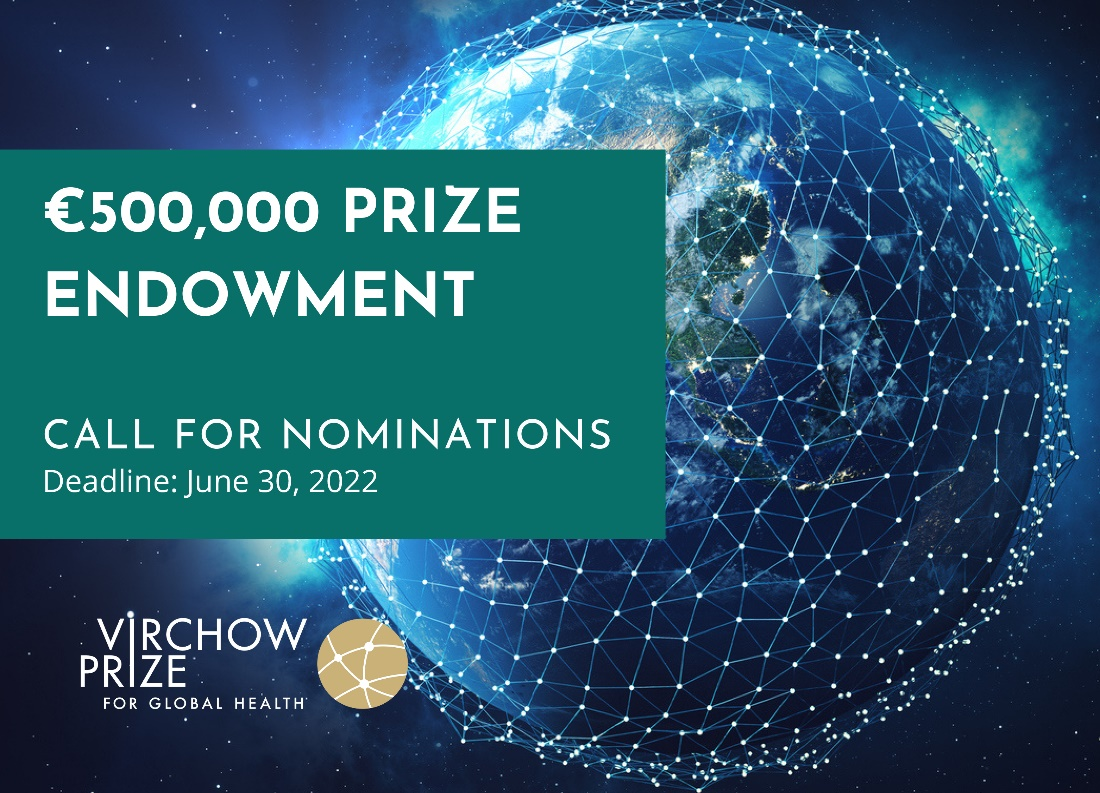 €500,000 PRIZE
ENDOWMENT
CALL FOR NOMINATIONS
Deadline: June 30, 2022
VIRCHOW
PRIZE
FOR GLOBAL HEALTH